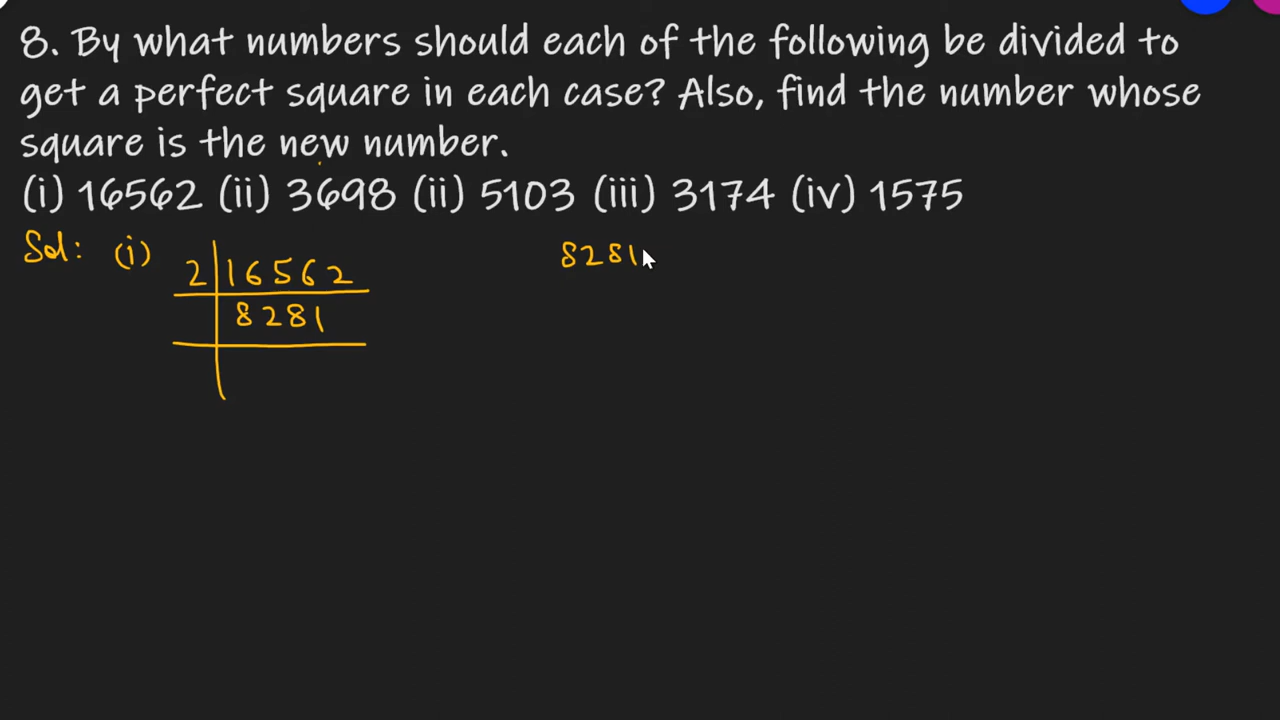 8. By what numbers should each of the following be divided to
get a perfect square in each case? Also, find the number whose
square is the new number.
(i) 16562 (ii) 3698 (ii) 5103 (iii) 3174 (iv) 1575
Sol: (i)
2 16562
8281
8281